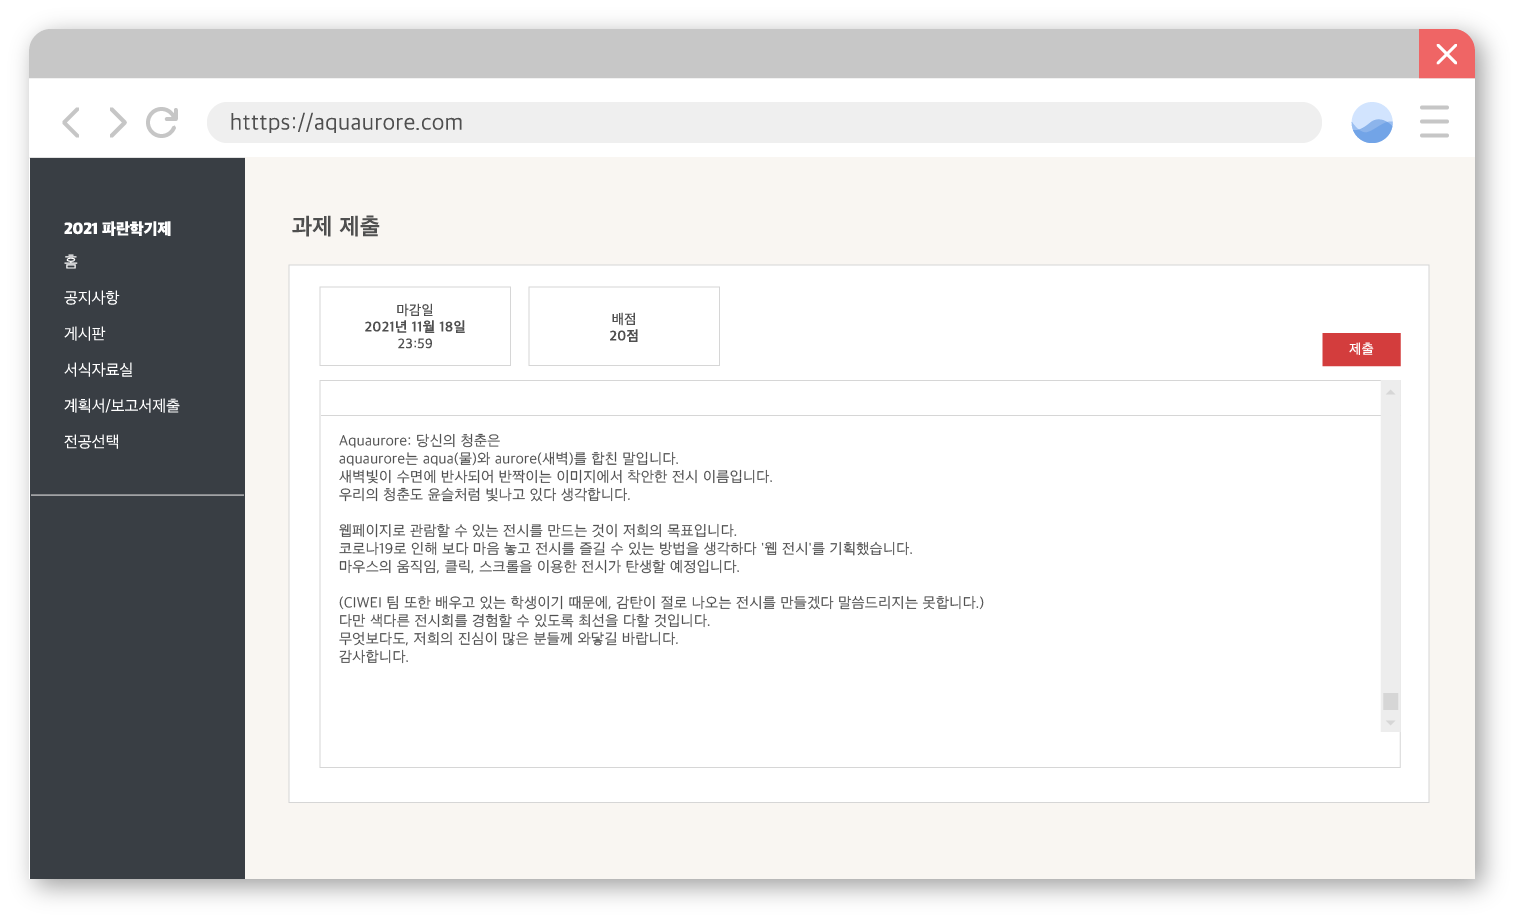 htttps://aquaurore.com
2021 파란학기제
홈
공지사항
게시판
서식자료실
계획서/보고서제출
전공선택
과제 제출
마감일
2021년 11월 18일
23:59
배점
20점
제출
Aquaurore: 당신의 청춘은
aquaurore는 aqua(물)와 aurore(새벽)를 합친 말입니다.
새벽빛이 수면에 반사되어 반짝이는 이미지에서 착안한 전시 이름입니다.
우리의 청춘도 윤슬처럼 빛나고 있다 생각합니다.
웹페이지로 관람할 수 있는 전시를 만드는 것이 저희의 목표입니다.
코로나19로 인해 보다 마음 놓고 전시를 즐길 수 있는 방법을 생각하다 '웹 전시'를 기획했습니다.
마우스의 움직임, 클릭, 스크롤을 이용한 전시가 탄생할 예정입니다.
(CIWEI 팀 또한 배우고 있는 학생이기 때문에, 감탄이 절로 나오는 전시를 만들겠다 말씀드리지는 못합니다.)
다만 색다른 전시회를 경험할 수 있도록 최선을 다할 것입니다.
무엇보다도, 저희의 진심이 많은 분들께 와닿길 바랍니다.
감사합니다.